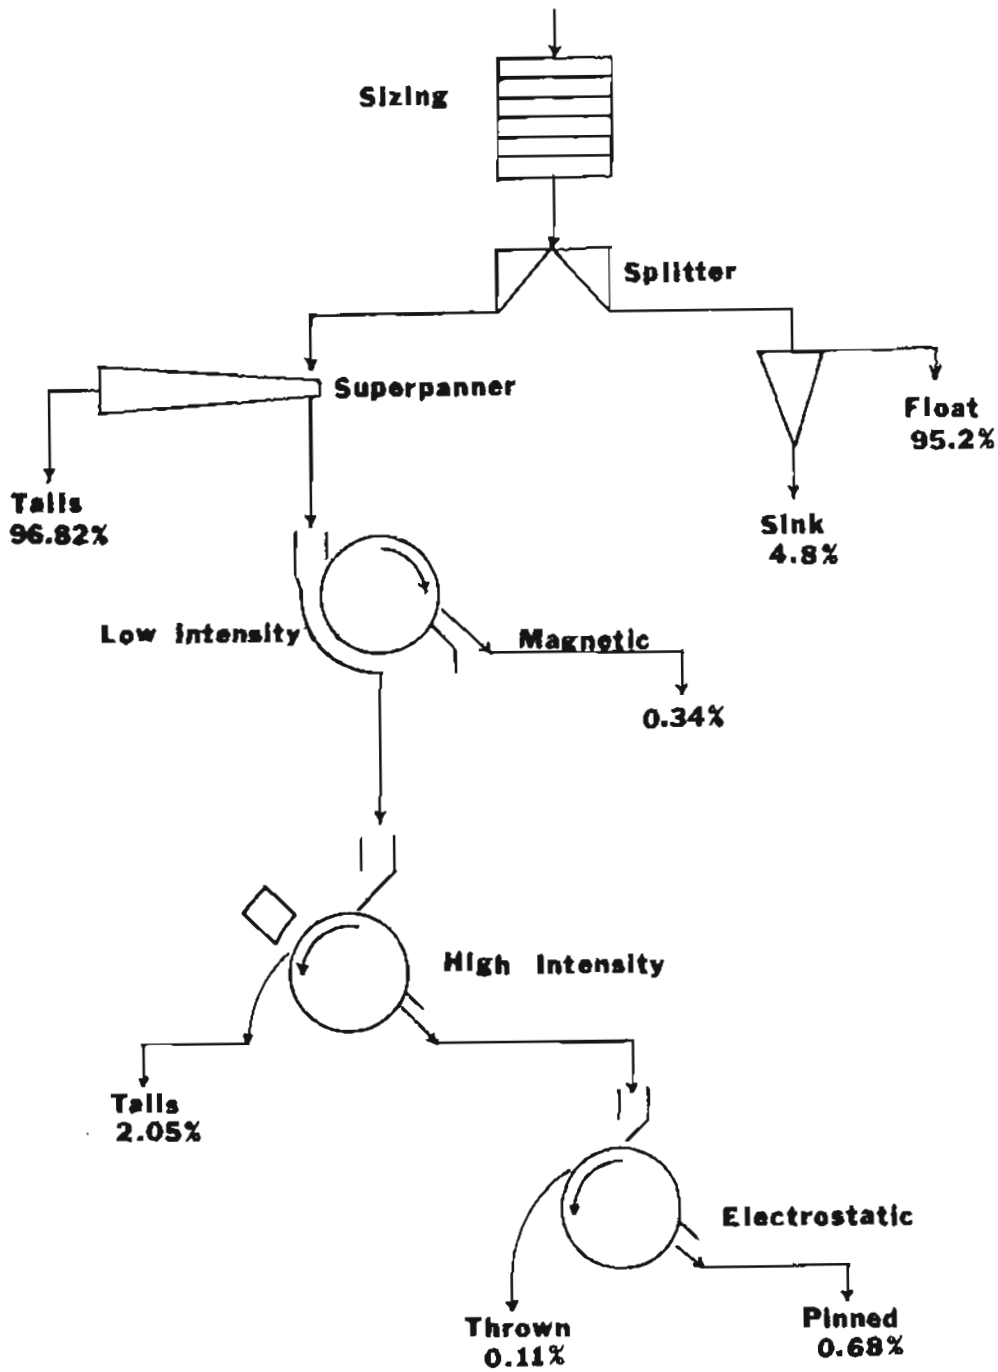 Sizing
Splitter
Superpanner
Float
95.2%
Tails
96.82%
Sink
4.8%
Low intensity
Magnetic
0.34%
High Intensity
Tails
2.05%
Electrostatic
Thrown
0.11%
Pinned
0.68%